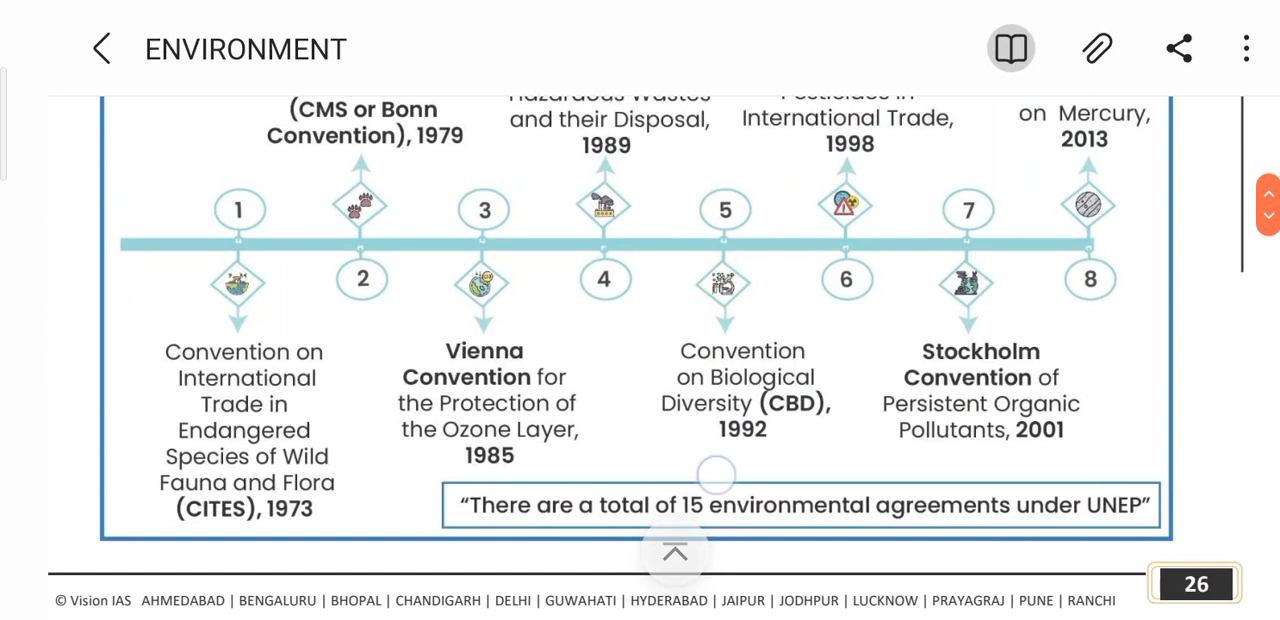 ENVIRONMENT
(CMS or Bonn
Convention), 1979
Hazardous Wastes
and their Disposal,
1989
Pesticides in
International Trade,
1998
on Mercury,
2013
1
3
5
7
2
4
6
8
Convention on
International
Trade in
Endangered
Species of Wild
Fauna and Flora
(CITES), 1973
Vienna
Convention for
the Protection of
the Ozone Layer,
1985
Convention
on Biological
Diversity (CBD),
1992
Stockholm
Convention of
Persistent Organic
Pollutants, 2001
“There are a total of 15 environmental agreements under UNEP”
26
© Vision IAS AHMEDABAD | BENGALURU | BHOPAL | CHANDIGARH | DELHI | GUWAHATI | HYDERABAD | JAIPUR | JODHPUR | LUCKNOW | PRAYAGRAJ | PUNE | RANCHI